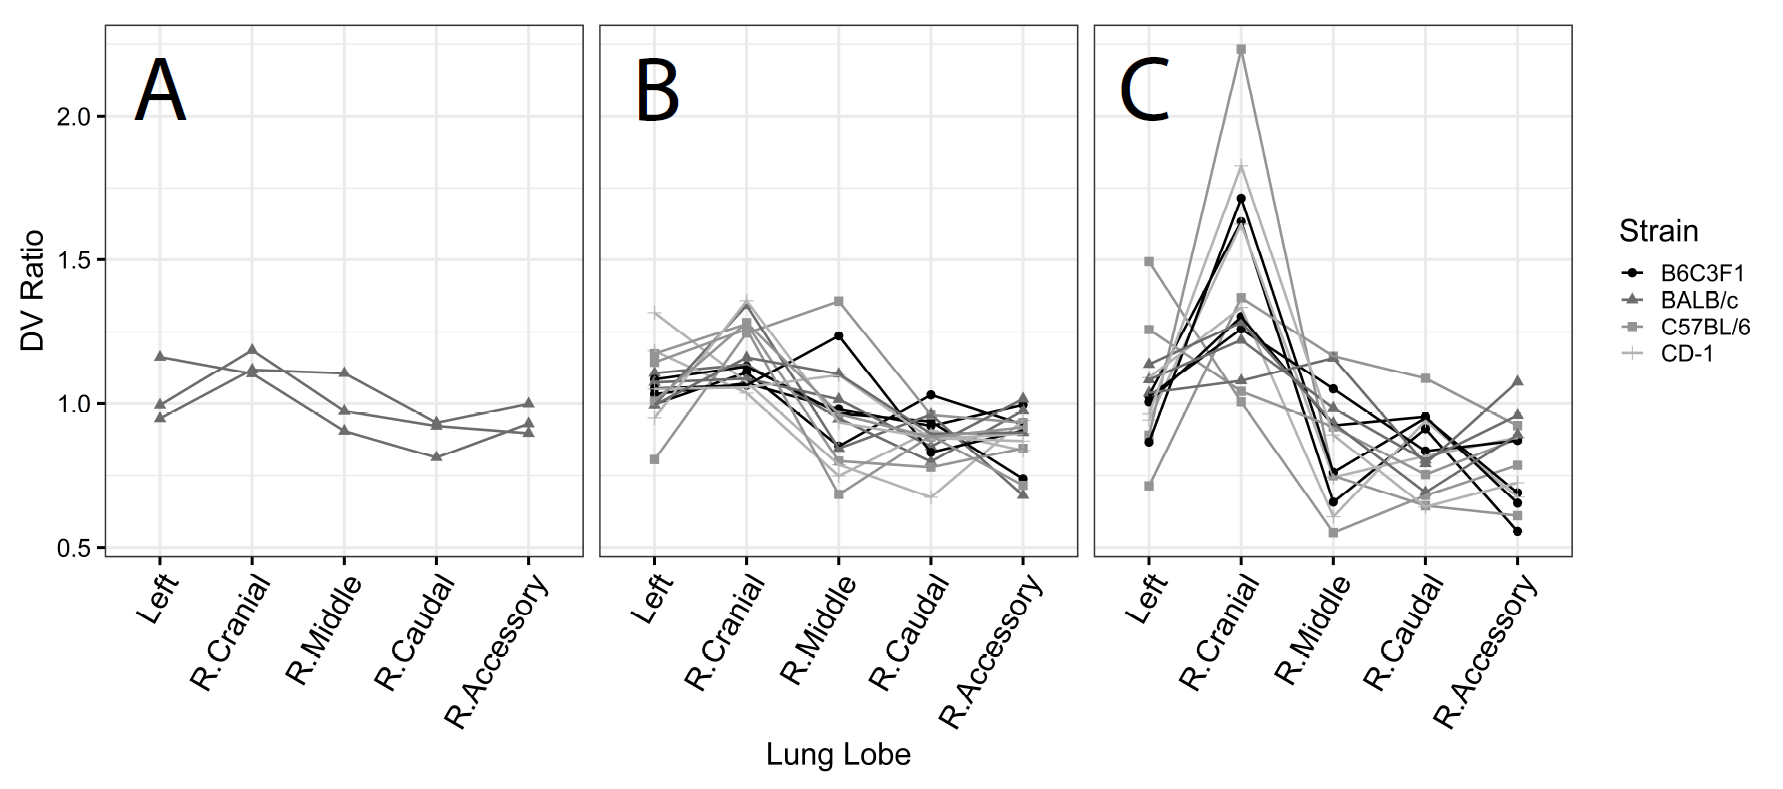 A
B
C
2.0
1.5
1.0
0.5
DV Ratio
Left
R.Cranial
R.Middle
R.Caudal
R.Accessory
Left
R.Cranial
R.Middle
R.Caudal
R.Accessory
Left
R.Cranial
R.Middle
R.Caudal
R.Accessory
Lung Lobe
Strain
B6C3F1
BALB/c
C57BL/6
CD-1